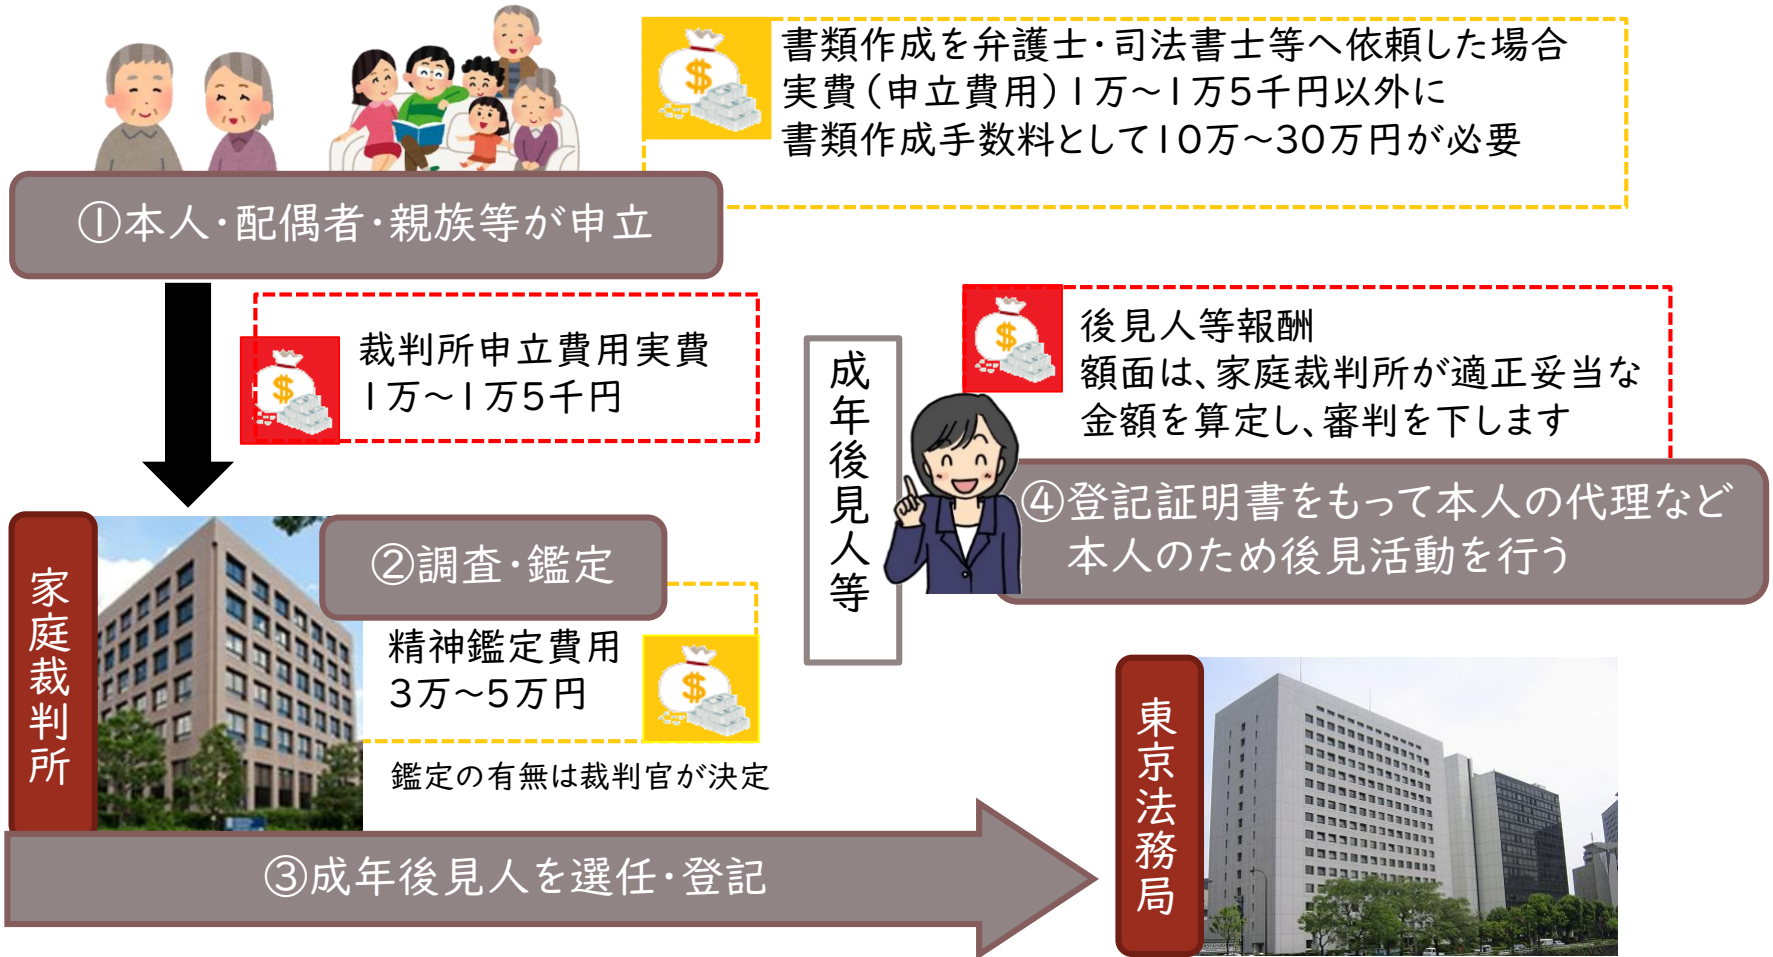 書類作成を弁護士・司法書士等へ依頼した場合
実費(申立費用)1万~1万5千円以外に
書類作成手数料として10万~30万円が必要
①本人・配偶者・親族等が申立
裁判所申立費用実費
1万~1万5千円
成年後見人等
後見人等報酬
額面は、家庭裁判所が適正妥当な
金額を算定し、審判を下します
④登記証明書をもって本人の代理など
本人のため後見活動を行う
家庭裁判所
②調査・鑑定
精神鑑定費用
3万~5万円
鑑定の有無は裁判官が決定
③成年後見人を選任・登記
東京法務局